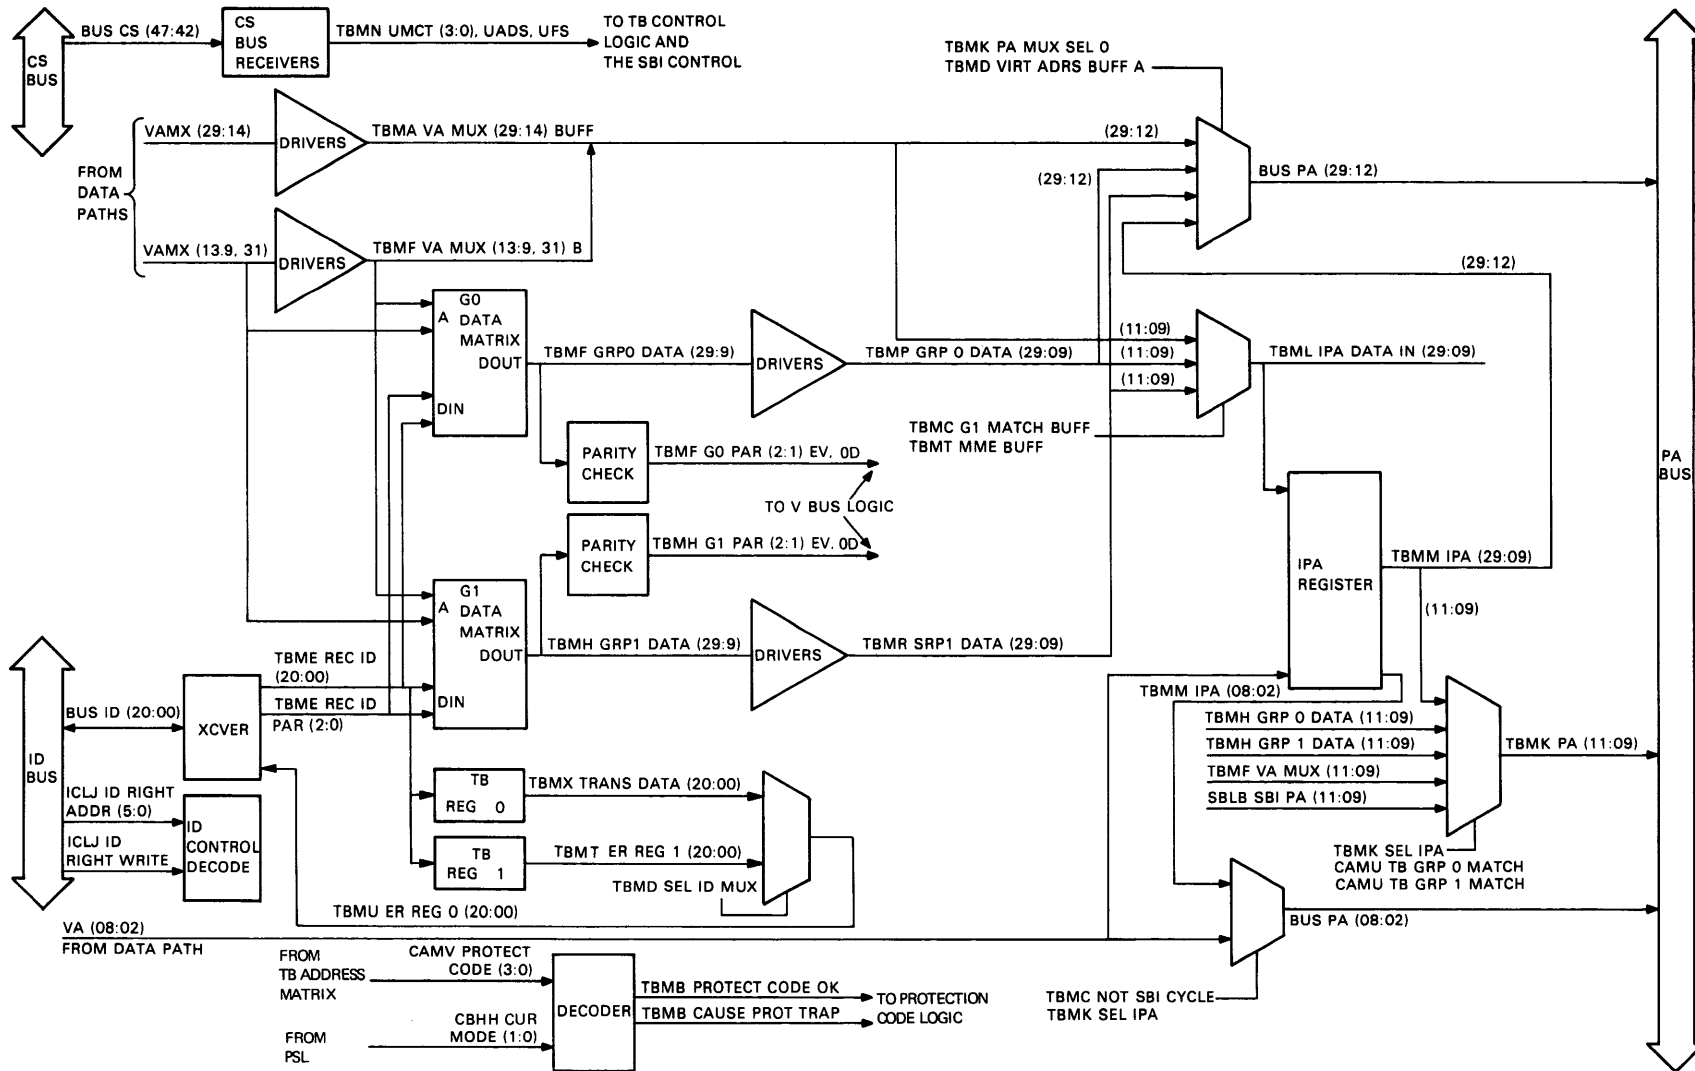 CS
BUS
BUS CS (47:42)
CS
BUS
RECEIVERS
TBMN UMCT (3:0), UADS, UFS
TO TB CONTROL
LOGIC AND
THE SBI CONTROL
TBMK PA MUX SEL 0
TBMD VIRT ADRS BUFF A
FROM
DATA
PATHS
VAMX (29:14)
DRIVERS
TBMA VA MUX (29:14) BUFF
(29:12)
(29:12)
BUS PA (29:12)
VAMX (13.9, 31)
DRIVERS
TBMF VA MUX (13:9, 31) B
(29:12)
G0
A DATA
MATRIX
DOUT
DIN
TBMF GRP0 DATA (29:9)
DRIVERS
TBMP GRP 0 DATA (29:09)
(11:09)
(11:09)
(11:09)
TBML IPA DATA IN (29:09)
TBMC G1 MATCH BUFF
TBMT MME BUFF
PARITY
CHECK
TBMF G0 PAR (2:1) EV, 0D
TO V BUS LOGIC
PARITY
CHECK
TBMH G1 PAR (2:1) EV, 0D
PA
BUS
IPA
REGISTER
TBMM IPA (29:09)
(11:09)
G1
A DATA
MATRIX
DOUT
DIN
TBMH GRP1 DATA (29:9)
DRIVERS
TBMR SRP1 DATA (29:09)
TBME REC ID
(20:00)
TBME REC ID
PAR (2:0)
ID
BUS
BUS ID (20:00)
XCVER
TBMM IPA (08:02)
TBMH GRP 0 DATA (11:09)
TBMH GRP 1 DATA (11:09)
TBMF VA MUX (11:09)
SBLB SBI PA (11:09)
TBMK PA (11:09)
TBMK SEL IPA
CAMU TB GRP 0 MATCH
CAMU TB GRP 1 MATCH
ICLJ ID RIGHT
ADDR (5:0)
ICLJ ID
RIGHT WRITE
ID
CONTROL
DECODE
TB
REG 0
TBMX TRANS DATA (20:00)
TB
REG 1
TBMT ER REG 1 (20:00)
TBMD SEL ID MUX
TBMU ER REG 0 (20:00)
VA (08:02)
FROM DATA PATH
BUS PA (08:02)
TBMC NOT SBI CYCLE
TBMK SEL IPA
FROM
TB ADDRESS
MATRIX
CAMV PROTECT
CODE (3:0)
FROM
PSL
CBHH CUR
MODE (1:0)
DECODER
TBMB PROTECT CODE OK
TBMB CAUSE PROT TRAP
TO PROTECTION
CODE LOGIC